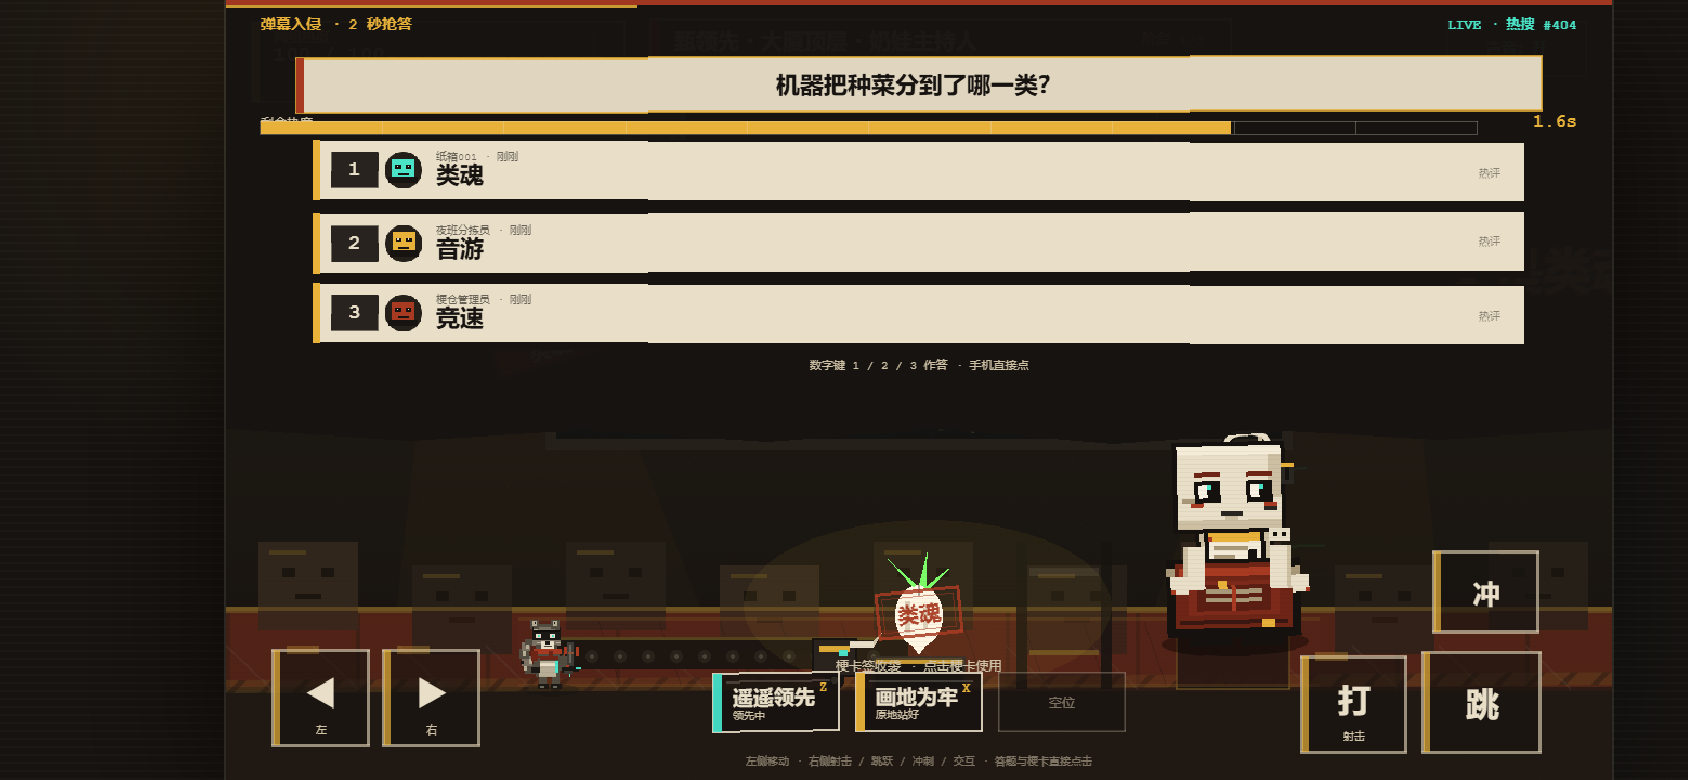 弹幕入侵 · 2 秒抢答
LIVE · 热搜 #404
机器把种菜分到了哪一类?
剩余热度
1.6s
1
纸箱001 · 刚刚
类魂
热评
2
夜班分拣员 · 刚刚
音游
热评
3
梗仓管理员 · 刚刚
竞速
热评
数字键 1 / 2 / 3 作答 · 手机直接点
类魂
冲
梗卡签收袋 · 点击梗卡使用
左
右
遥遥领先 Z
领先中
画地为牢 X
原地站好
空位
打
射击
跳
左侧移动 · 右侧射击 / 跳跃 / 冲刺 / 交互 · 答题与梗卡直接点击